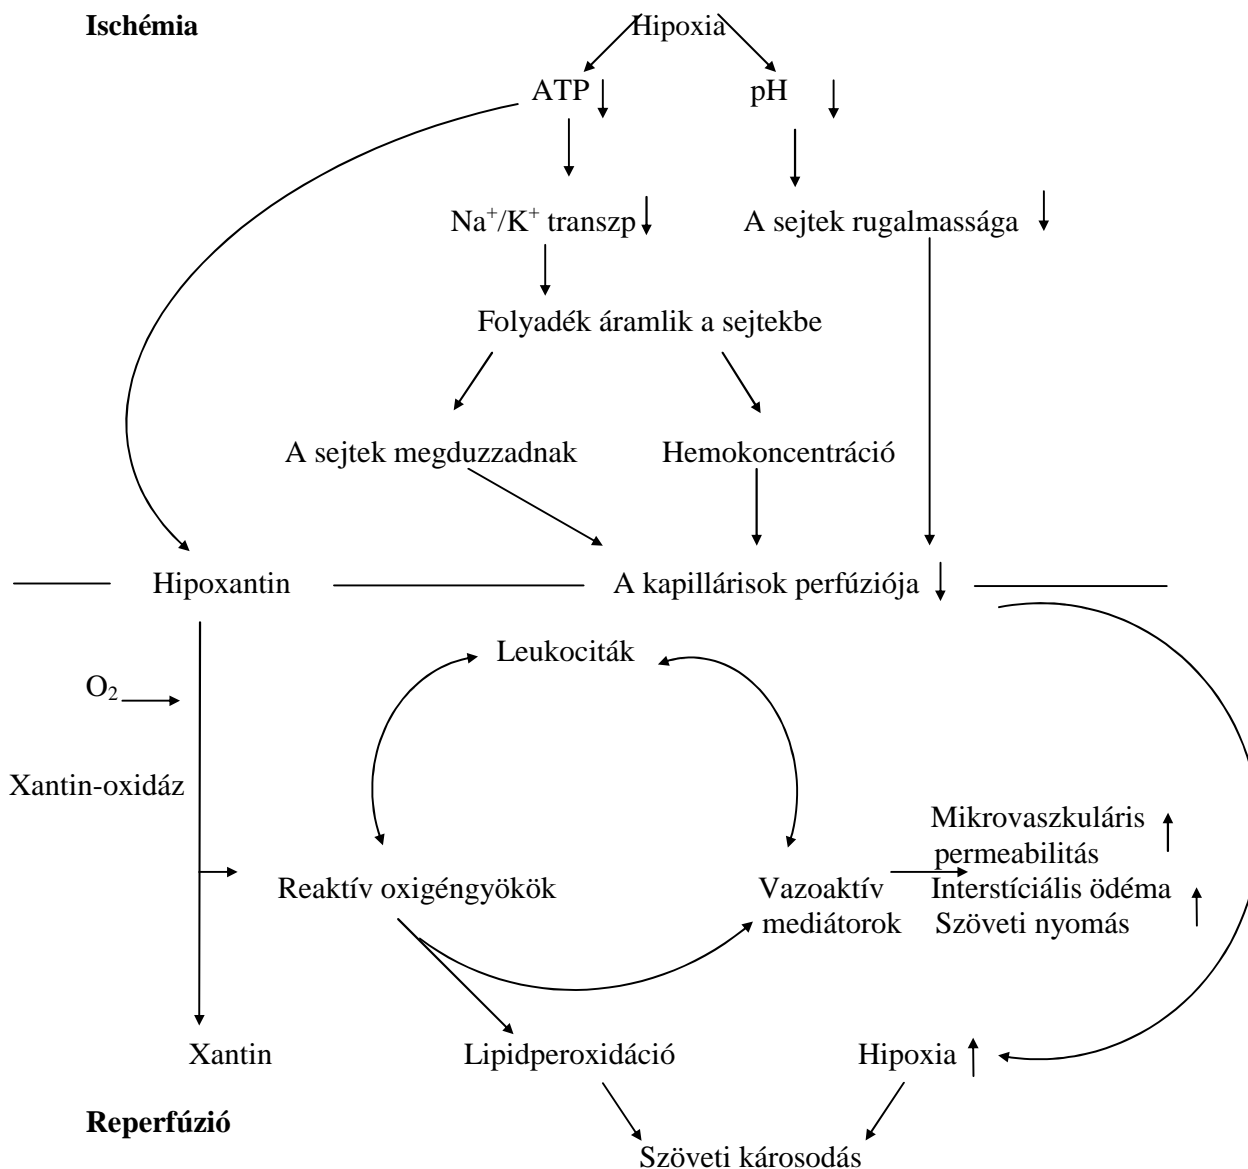 Ischémia
Hipoxia
ATP
pH
Na⁺/K⁺ transzp
A sejtek rugalmassága
Folyadék áramlik a sejtekbe
A sejtek megduzzadnak
Hemokoncentráció
Hipoxantin
A kapillárisok perfúziója
Leukociták
O₂
Xantin-oxidáz
Reaktív oxigéngyökök
Vazoaktív
mediátorok
Mikrovaszkuláris
permeabilitás
Interstíciális ödéma
Szöveti nyomás
Xantin
Lipidperoxidáció
Hipoxia
Reperfúzió
Szöveti károsodás